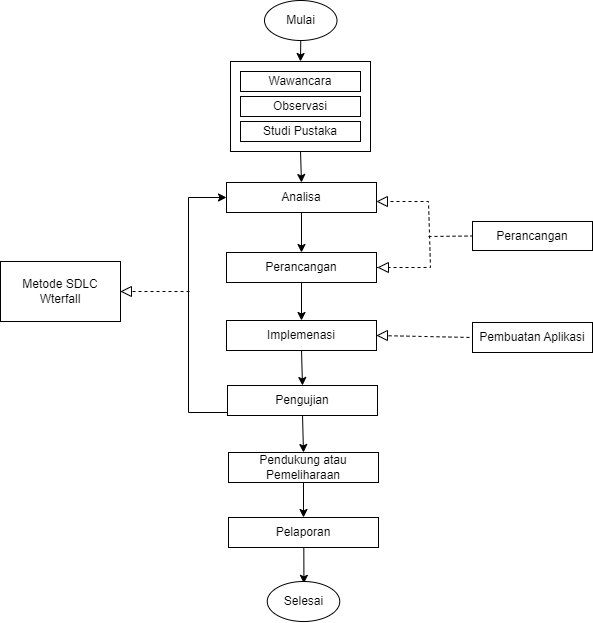 Mulai
Wawancara
Observasi
Studi Pustaka
Analisa
Perancangan
Perancangan
Metode SDLC
Wterfall
Implemenasi
Pembuatan Aplikasi
Pengujian
Pendukung atau
Pemeliharaan
Pelaporan
Selesai